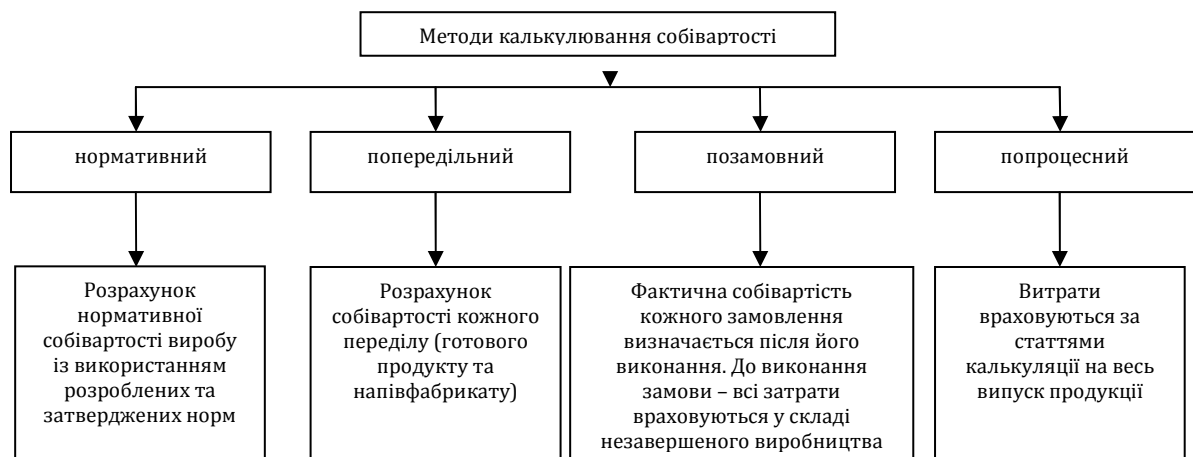 Методи калькулювання собівартості
нормативний
попередільний
позамовний
попроцесний
Розрахунок
нормативної
собівартості виробу
із використанням
розроблених та
затверджених норм
Розрахунок
собівартості кожного
переділу (готового
продукту та
напівфабрикату)
Фактична собівартість
кожного замовлення
визначається після його
виконання. До виконання
замови – всі затрати
враховуються у складі
незавершеного виробництва
Витрати
враховуються за
статтями
калькуляції на весь
випуск продукції